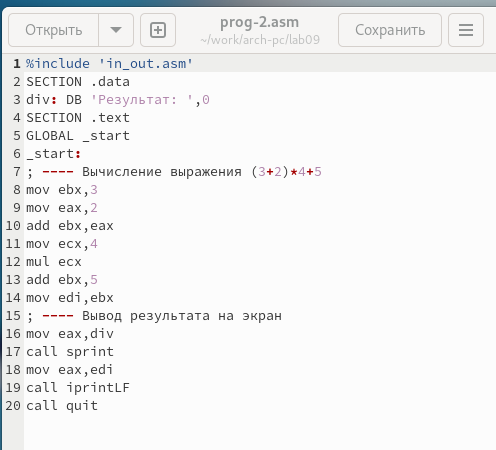 Открыть
prog-2.asm
~/work/arch-pc/lab09
Сохранить
1 %include 'in_out.asm'
2 SECTION .data
3 div: DB 'Результат: ',0
4 SECTION .text
5 GLOBAL _start
6 _start:
7 ; ---- Вычисление выражения (3+2)*4+5
8 mov ebx,3
9 mov eax,2
10 add ebx,eax
11 mov ecx,4
12 mul ecx
13 add ebx,5
14 mov edi,ebx
15 ; ---- Вывод результата на экран
16 mov eax,div
17 call sprint
18 mov eax,edi
19 call iprintLF
20 call quit